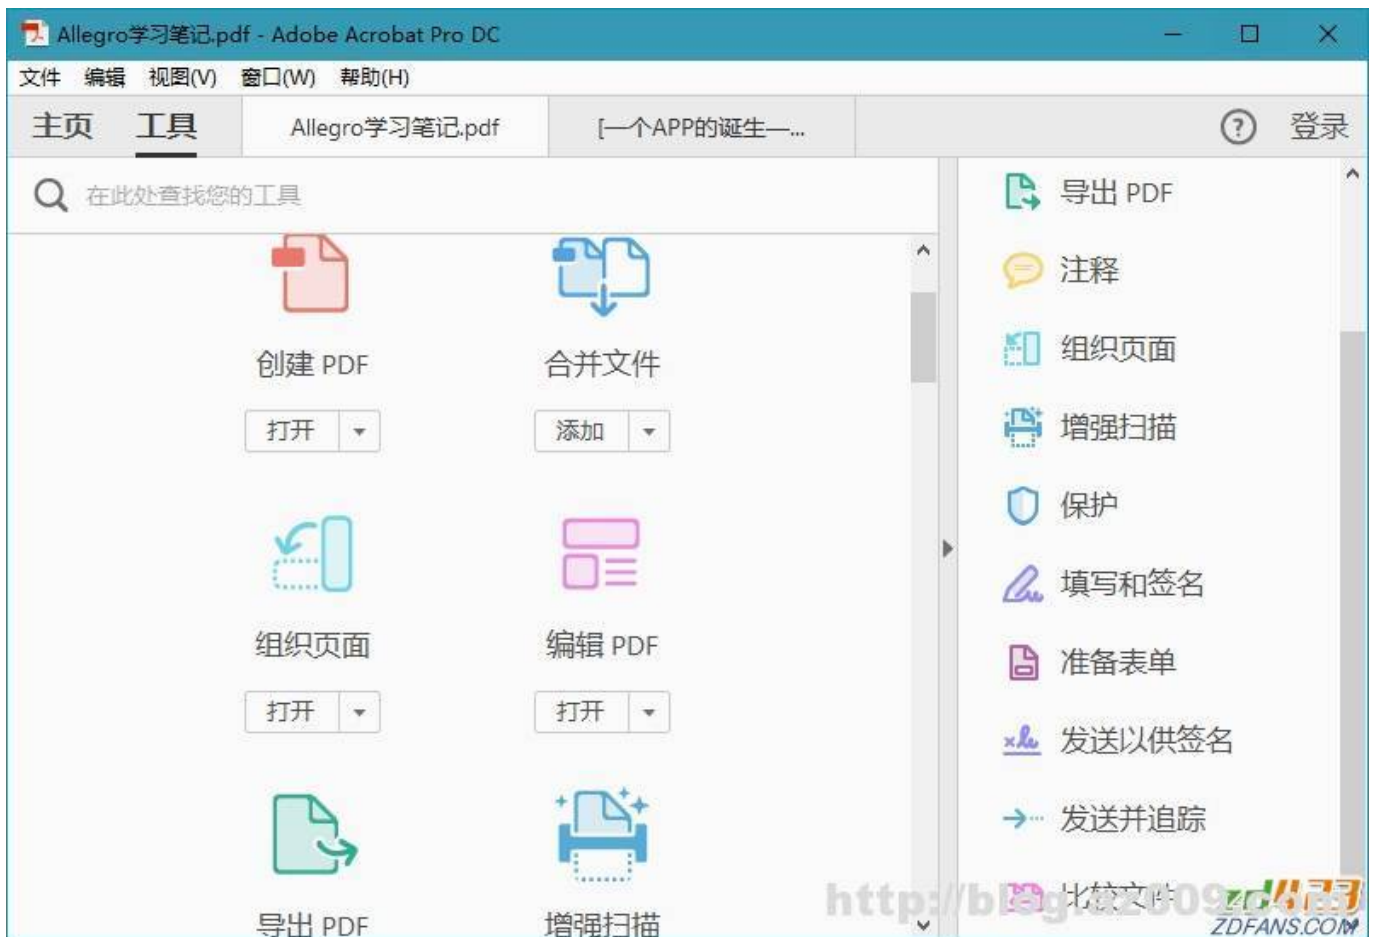 Allegro学习笔记.pdf - Adobe Acrobat Pro DC
文件 编辑 视图(V) 窗口(W) 帮助(H)
主页 工具 Allegro学习笔记.pdf [—个APP的诞生—... ? 登录
在此处查找您的工具
创建 PDF 合并文件
打开 添加
组织页面 编辑 PDF
打开 打开
导出 PDF 增强扫描
导出 PDF
注释
组织页面
增强扫描
保护
填写和签名
准备表单
发送以供签名
发送并追踪
比较文件
ZDFANS.COM